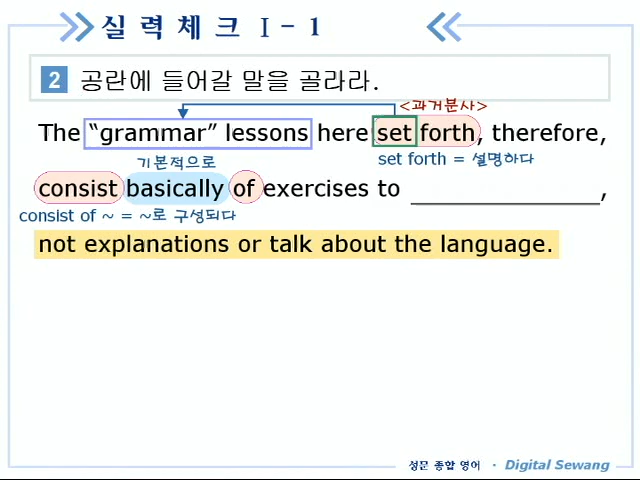 실력체크 I - 1
2 공란에 들어갈 말을 골라라.
<과거분사>
The “grammar” lessons here set forth, therefore,
기본적으로
set forth = 설명하다
consist basically of exercises to ____________,
consist of ~ = ~로 구성되다
not explanations or talk about the language.
성문 종합 영어 · Digital Sewang